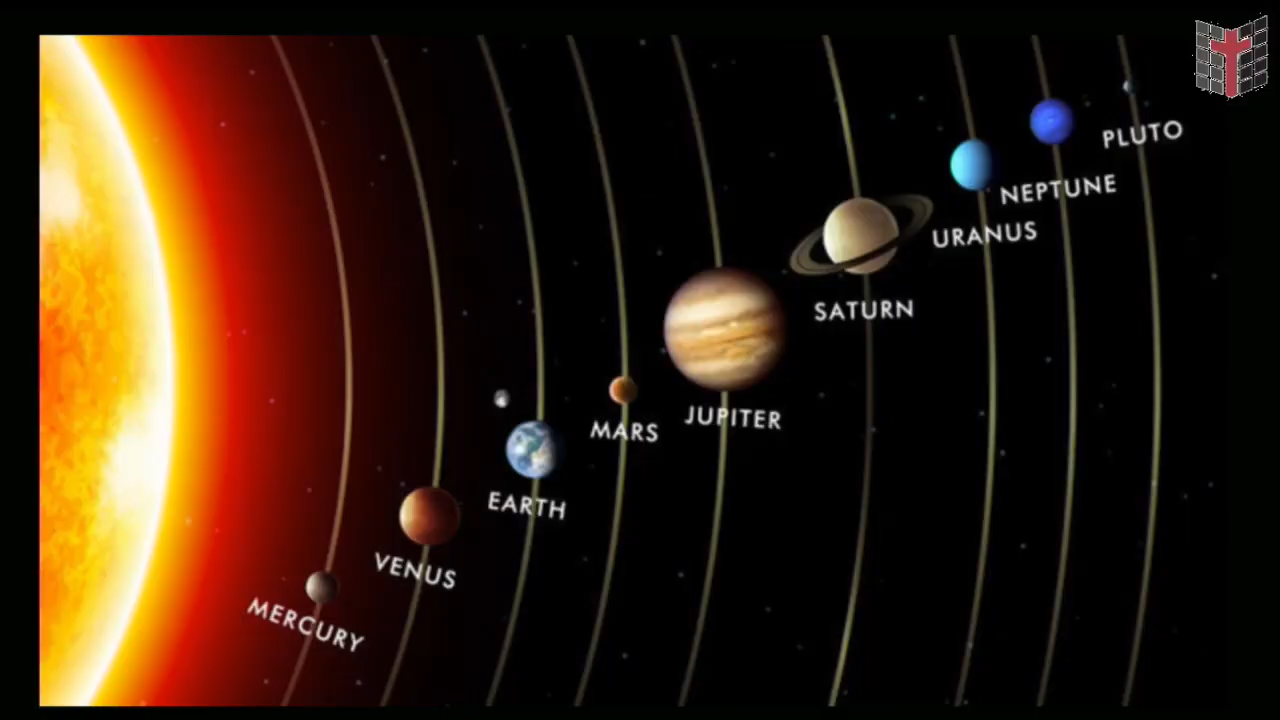 MERCURY
VENUS
EARTH
MARS
JUPITER
SATURN
URANUS
NEPTUNE
PLUTO